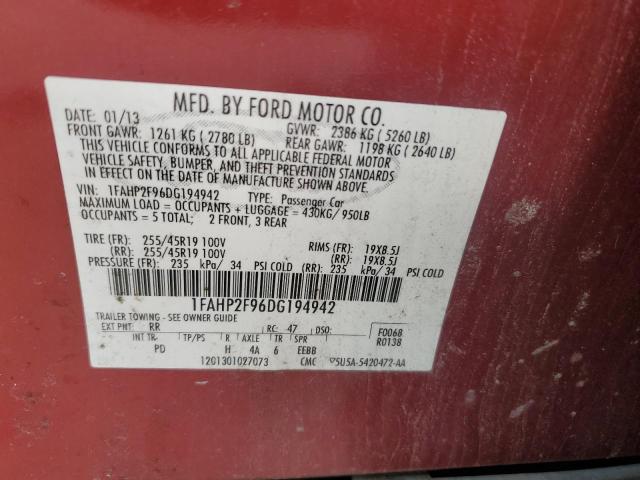 MFD. BY FORD MOTOR CO.
DATE: 01/13 GVWR: 2386 KG ( 5260 LB)
FRONT GAWR: 1261 KG ( 2780 LB) REAR GAWR: 1198 KG ( 2640 LB)
THIS VEHICLE CONFORMS TO ALL APPLICABLE FEDERAL MOTOR
VEHICLE SAFETY, BUMPER, AND THEFT PREVENTION STANDARDS
IN EFFECT ON THE DATE OF MANUFACTURE SHOWN ABOVE.
VIN: 1FAHP2F96DG194942 TYPE: Passenger Car
MAXIMUM LOAD = OCCUPANTS + LUGGAGE = 430KG/950LB
OCCUPANTS = 5 TOTAL; 2 FRONT, 3 REAR
TIRE (FR): 255/45R19 100V RIMS (FR): 19X8.5J
(RR): 255/45R19 100V (RR): 19X8.5J
PRESSURE (FR): 235 kPa/ 34 PSI COLD (RR): 235 kPa/ 34 PSI COLD
1FAHP2F96DG194942
TRAILER TOWING - SEE OWNER GUIDE
EXT PNT: RR RC: 47 DSO: F0068
R0138
INT TR TP/PS R AXLE TR SPR
PD H 4A 6 EEBB
1201301027073 CMC 5U5A-5420472-AA